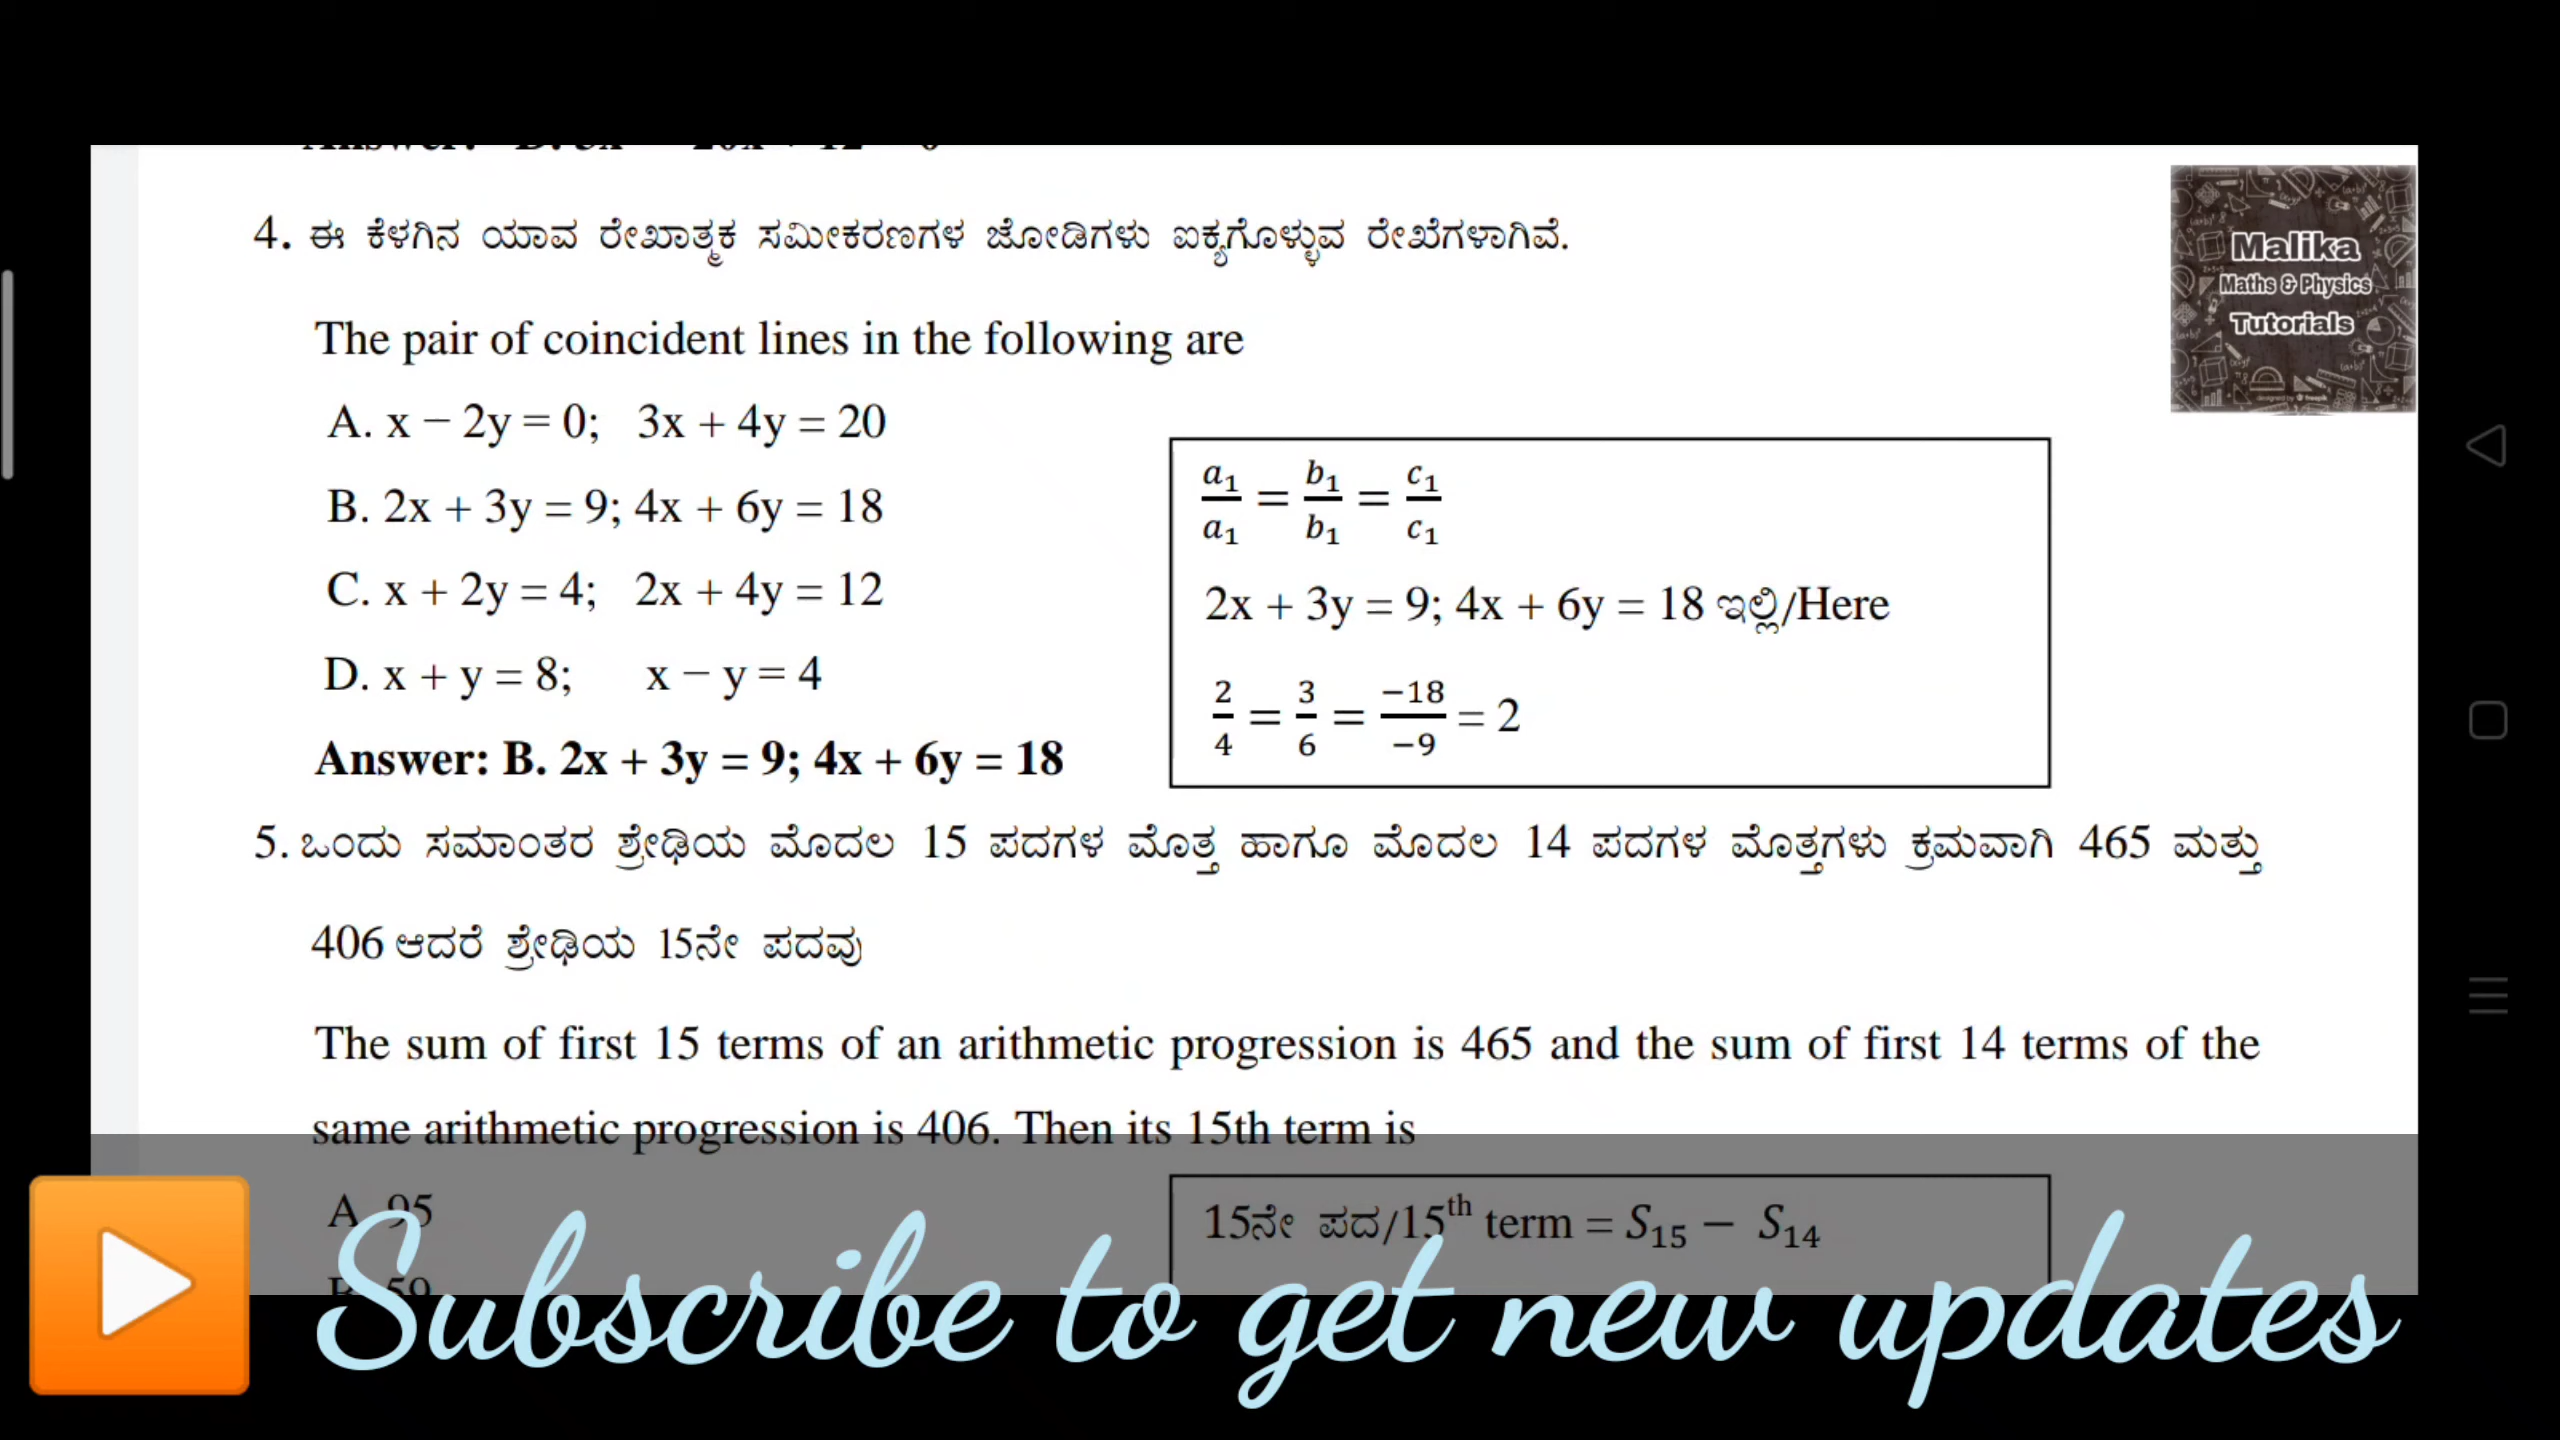 4. ಈ ಕೆಳಗಿನ ಯಾವ ರೇಖಾತ್ಮಕ ಸಮೀಕರಣಗಳ ಜೋಡಿಗಳು ಐಕ್ಯಗೊಳ್ಳುವ ರೇಖೆಗಳಾಗಿವೆ.
The pair of coincident lines in the following are
A. x − 2y = 0; 3x + 4y = 20
B. 2x + 3y = 9; 4x + 6y = 18
C. x + 2y = 4; 2x + 4y = 12
D. x + y = 8; x − y = 4
Answer: B. 2x + 3y = 9; 4x + 6y = 18
a₁/a₁ = b₁/b₁ = c₁/c₁
2x + 3y = 9; 4x + 6y = 18 ಇಲ್ಲಿ/Here
2/4 = 3/6 = −18/−9 = 2
Malika
Maths & Physics
Tutorials
5. ಒಂದು ಸಮಾಂತರ ಶ್ರೇಢಿಯ ಮೊದಲ 15 ಪದಗಳ ಮೊತ್ತ ಹಾಗೂ ಮೊದಲ 14 ಪದಗಳ ಮೊತ್ತಗಳು ಕ್ರಮವಾಗಿ 465 ಮತ್ತು
406 ಆದರೆ ಶ್ರೇಢಿಯ 15ನೇ ಪದವು
The sum of first 15 terms of an arithmetic progression is 465 and the sum of first 14 terms of the
same arithmetic progression is 406. Then its 15th term is
A. 95
B. 59
15ನೇ ಪದ/15th term = S₁₅ − S₁₄
Subscribe to get new updates